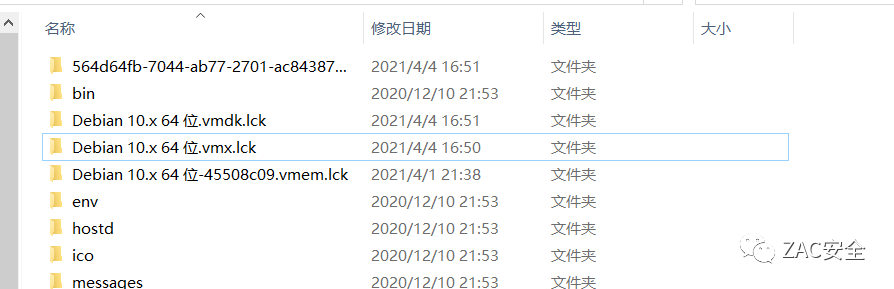 名称 修改日期 类型 大小
564d64fb-7044-ab77-2701-ac84387... 2021/4/4 16:51 文件夹
bin 2020/12/10 21:53 文件夹
Debian 10.x 64 位.vmdk.lck 2021/4/4 16:51 文件夹
Debian 10.x 64 位.vmx.lck 2021/4/4 16:50 文件夹
Debian 10.x 64 位-45508c09.vmem.lck 2021/4/1 21:38 文件夹
env 2020/12/10 21:53 文件夹
hostd 2020/12/10 21:53 文件夹
ico 2020/12/10 21:53 文件夹
messages 2020/12/10 21:53 文件夹
ZAC安全